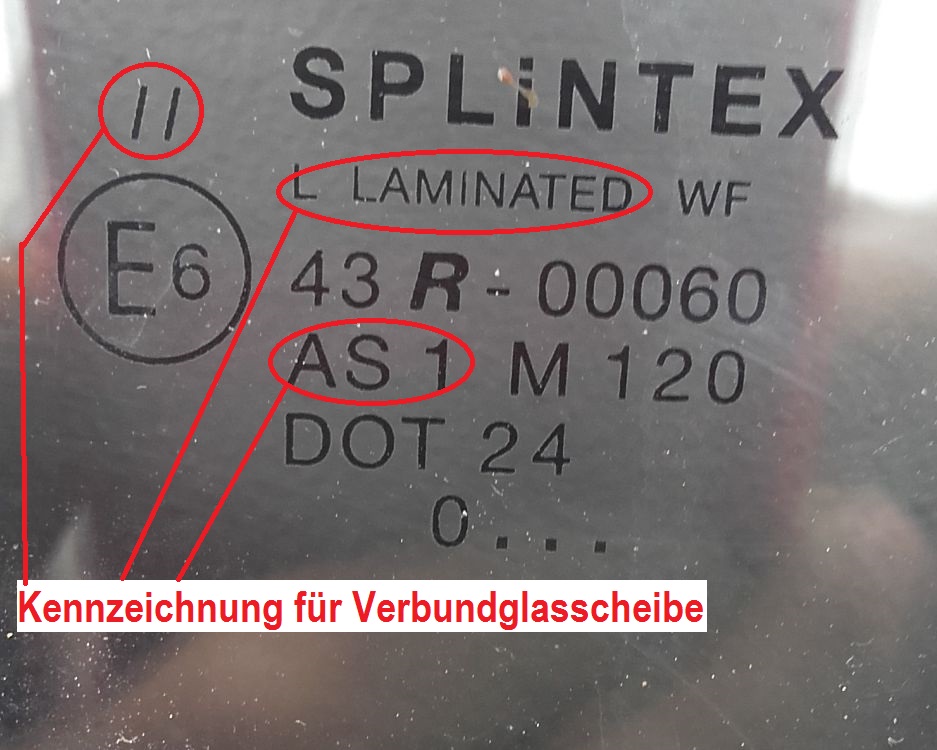 II
SPLiNTEX
L LAMINATED WF
E6
43 R - 00060
AS 1 M 120
DOT 24
0...
Kennzeichnung für Verbundglasscheibe